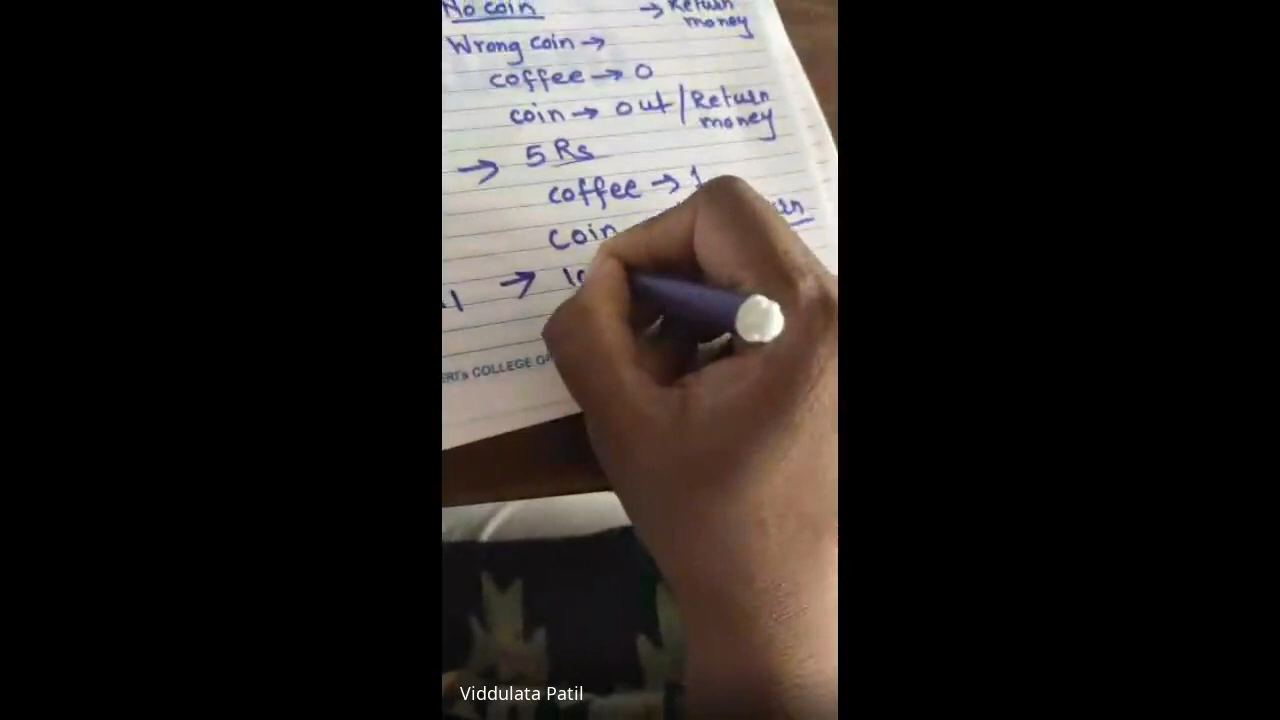 No coin → Return
money
Wrong coin →
coffee → 0
coin → out / Return
money
→ 5 Rs
coffee → 1
coin
→
COLLEGE
Viddulata Patil